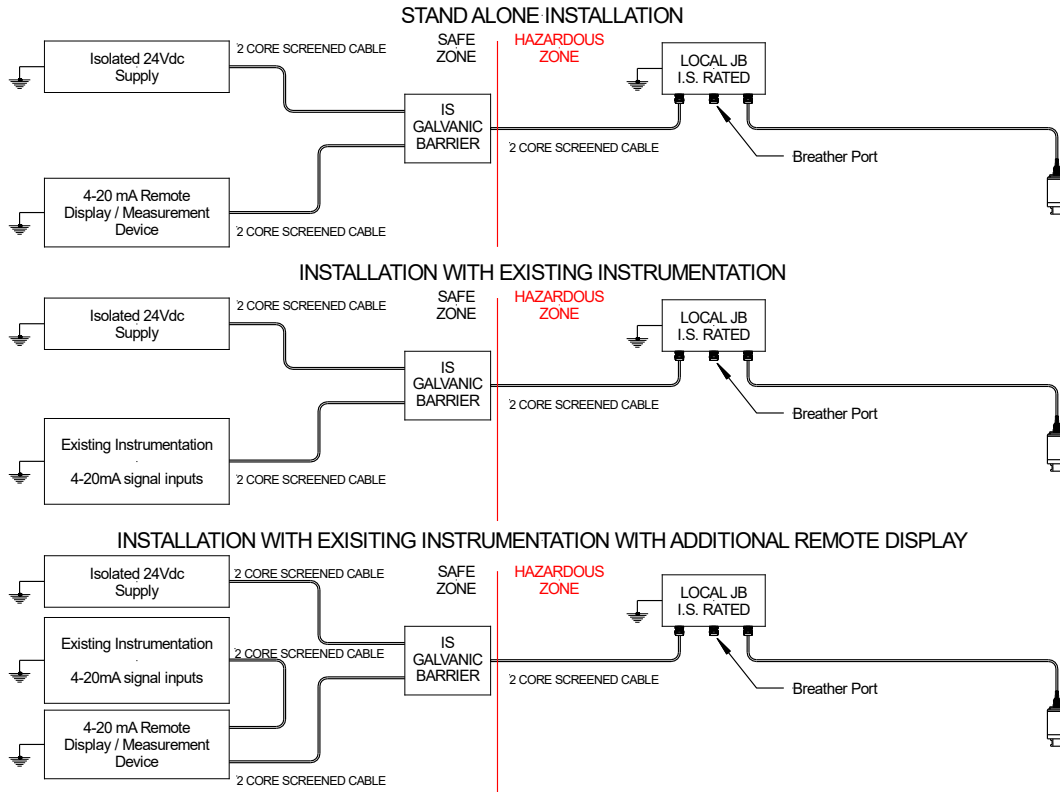 STAND ALONE INSTALLATION
Isolated 24Vdc
Supply
'2 CORE SCREENED CABLE
SAFE
ZONE
HAZARDOUS
ZONE
LOCAL JB
I.S. RATED
IS
GALVANIC
BARRIER
'2 CORE SCREENED CABLE
Breather Port
4-20 mA Remote
Display / Measurement
Device
'2 CORE SCREENED CABLE
INSTALLATION WITH EXISTING INSTRUMENTATION
Isolated 24Vdc
Supply
'2 CORE SCREENED CABLE
SAFE
ZONE
HAZARDOUS
ZONE
LOCAL JB
I.S. RATED
IS
GALVANIC
BARRIER
'2 CORE SCREENED CABLE
Breather Port
Existing Instrumentation
4-20mA signal inputs
'2 CORE SCREENED CABLE
INSTALLATION WITH EXISITING INSTRUMENTATION WITH ADDITIONAL REMOTE DISPLAY
Isolated 24Vdc
Supply
'2 CORE SCREENED CABLE
SAFE
ZONE
HAZARDOUS
ZONE
LOCAL JB
I.S. RATED
Existing Instrumentation
4-20mA signal inputs
'2 CORE SCREENED CABLE
IS
GALVANIC
BARRIER
'2 CORE SCREENED CABLE
Breather Port
4-20 mA Remote
Display / Measurement
Device
'2 CORE SCREENED CABLE